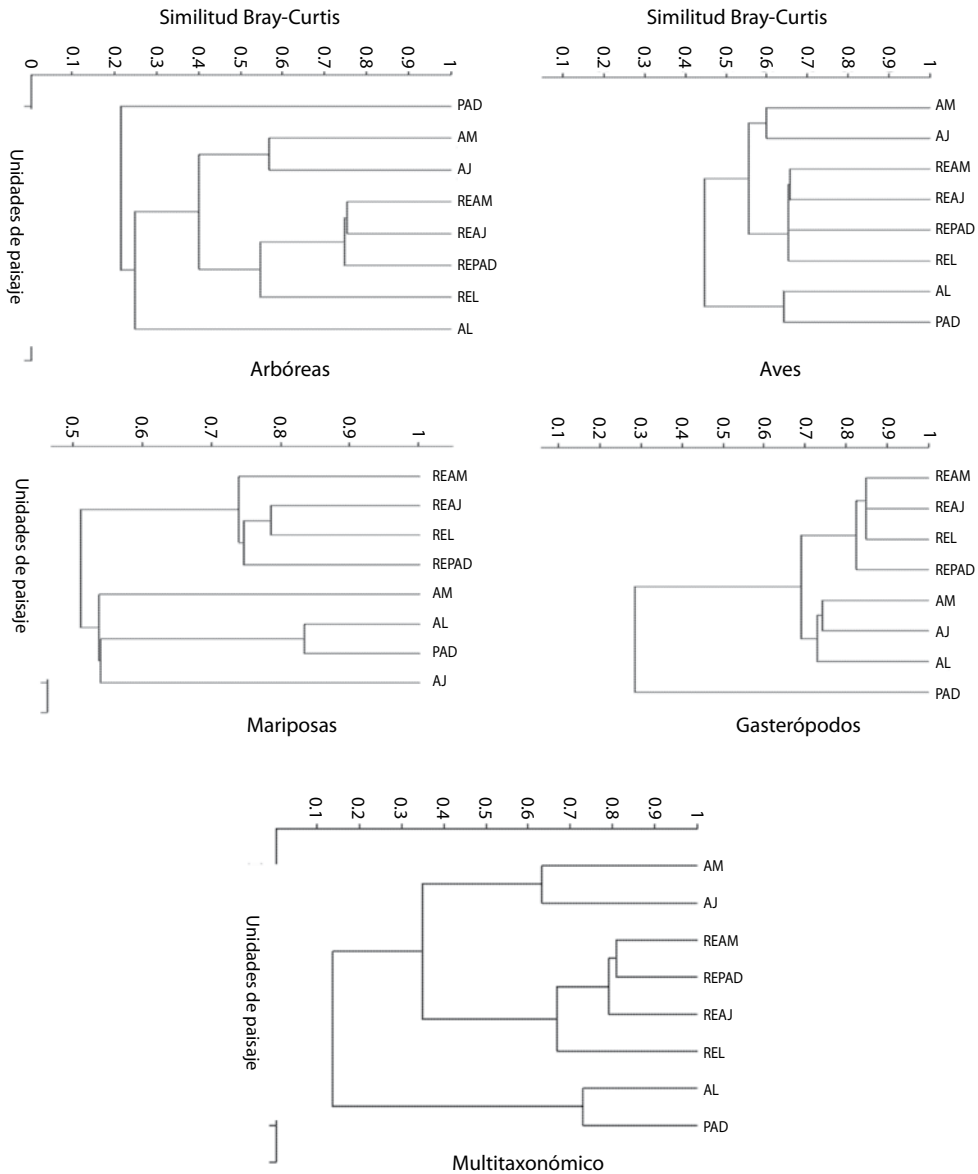 Similitud Bray-Curtis
0
0.1
0.2
0.3
0.4
0.5
0.6
0.7
0.8
0.9
1
PAD
AM
AJ
REAM
REAJ
REPAD
REL
AL
Unidades de paisaje
Arbóreas
Similitud Bray-Curtis
0.1
0.2
0.3
0.4
0.5
0.6
0.7
0.8
0.9
1
AM
AJ
REAM
REAJ
REPAD
REL
AL
PAD
Aves
0.5
0.6
0.7
0.8
0.9
1
REAM
REAJ
REL
REPAD
AM
AL
PAD
AJ
Unidades de paisaje
Mariposas
0.1
0.2
0.3
0.4
0.5
0.6
0.7
0.8
0.9
1
REAM
REAJ
REL
REPAD
AM
AJ
AL
PAD
Gasterópodos
0.1
0.2
0.3
0.4
0.5
0.6
0.7
0.8
0.9
1
AM
AJ
REAM
REPAD
REAJ
REL
AL
PAD
Unidades de paisaje
Multitaxonómico